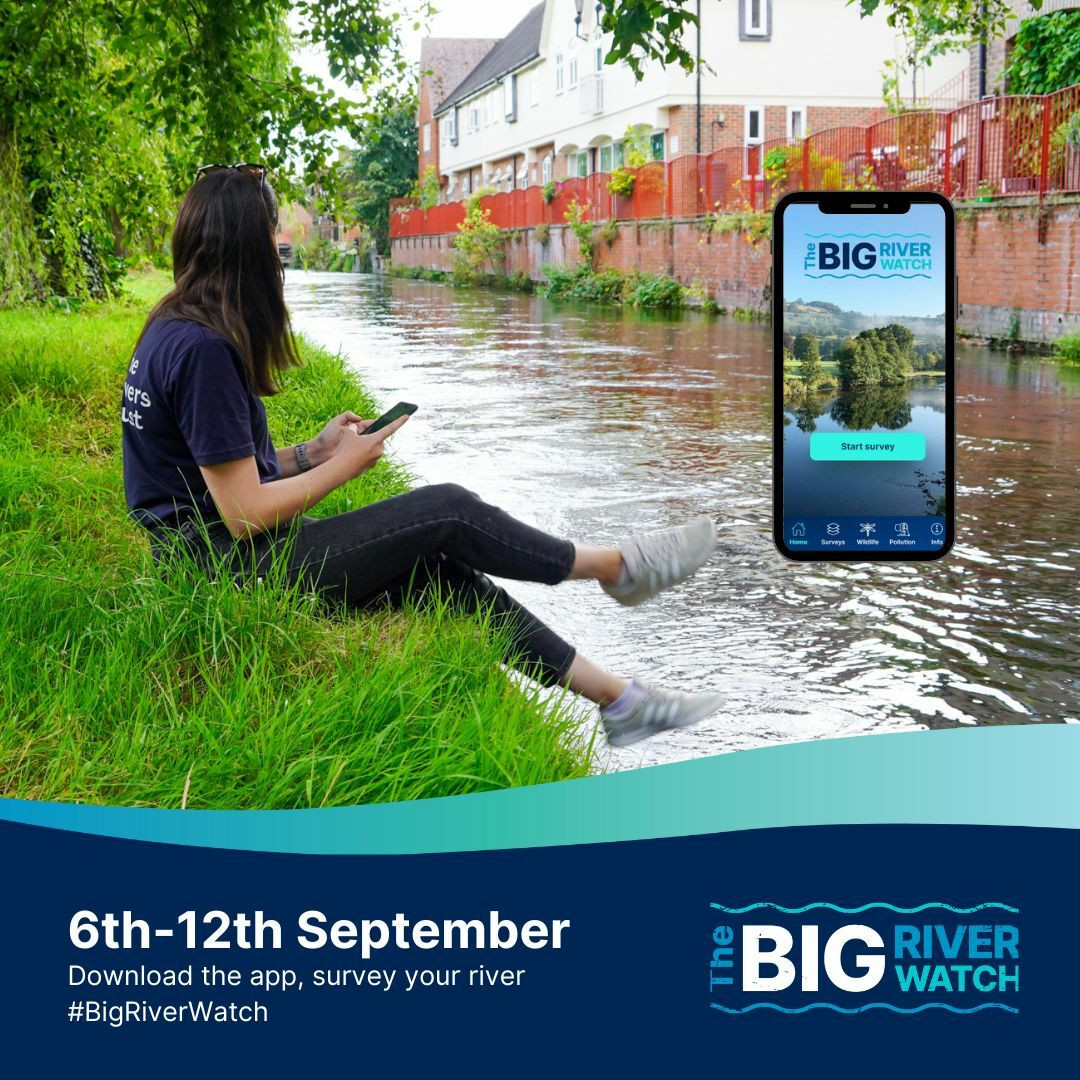 The BIG RIVER
WATCH
Start survey
Home Surveys Wildlife Pollution Info
6th-12th September
Download the app, survey your river
#BigRiverWatch
The BIG RIVER
WATCH